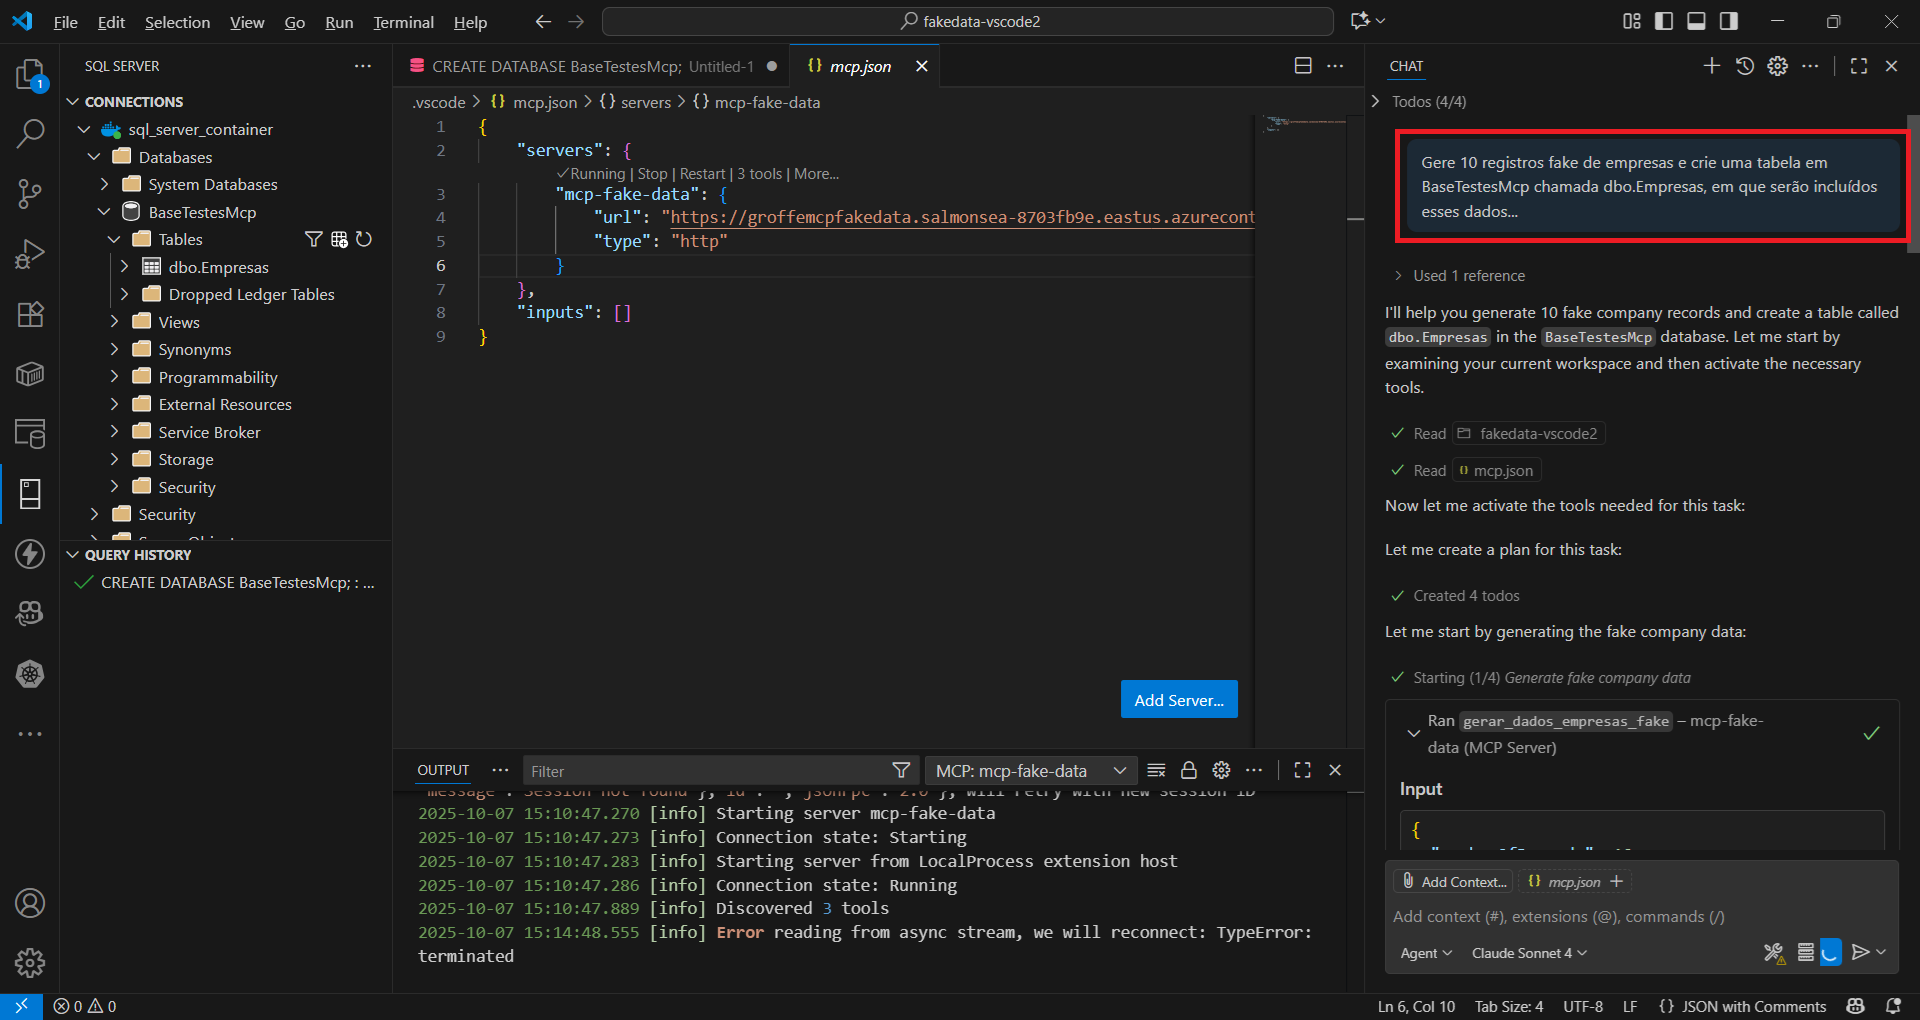 File Edit Selection View Go Run Terminal Help
fakedata-vscode2
1
SQL SERVER
CONNECTIONS
sql_server_container
Databases
System Databases
BaseTestesMcp
Tables
dbo.Empresas
Dropped Ledger Tables
Views
Synonyms
Programmability
External Resources
Service Broker
Storage
Security
Security
QUERY HISTORY
CREATE DATABASE BaseTestesMcp; : ...
CREATE DATABASE BaseTestesMcp; Untitled-1
{} mcp.json
.vscode > {} mcp.json > {} servers > {} mcp-fake-data
1 {
2 "servers": {
✓Running | Stop | Restart | 3 tools | More...
3 "mcp-fake-data": {
4 "url": "https://groffemcpfakedata.salmonsea-8703fb9e.eastus.azurecont
5 "type": "http"
6 }
7 },
8 "inputs": []
9 }
Add Server...
OUTPUT
Filter
MCP: mcp-fake-data
"message": "Session not found"}, "id": "", "jsonrpc": "2.0"}, will retry with new session ID
2025-10-07 15:10:47.270 [info] Starting server mcp-fake-data
2025-10-07 15:10:47.273 [info] Connection state: Starting
2025-10-07 15:10:47.283 [info] Starting server from LocalProcess extension host
2025-10-07 15:10:47.286 [info] Connection state: Running
2025-10-07 15:10:47.889 [info] Discovered 3 tools
2025-10-07 15:14:48.555 [info] Error reading from async stream, we will reconnect: TypeError:
terminated
CHAT
Todos (4/4)
Gere 10 registros fake de empresas e crie uma tabela em
BaseTestesMcp chamada dbo.Empresas, em que serão incluídos
esses dados...
Used 1 reference
I'll help you generate 10 fake company records and create a table called
dbo.Empresas in the BaseTestesMcp database. Let me start by
examining your current workspace and then activate the necessary
tools.
Read fakedata-vscode2
Read {} mcp.json
Now let me activate the tools needed for this task:
Let me create a plan for this task:
Created 4 todos
Let me start by generating the fake company data:
Starting (1/4) Generate fake company data
Ran gerar_dados_empresas_fake – mcp-fake-
data (MCP Server)
Input
{
Add Context...
{} mcp.json +
Add context (#), extensions (@), commands (/)
Agent
Claude Sonnet 4
0 0
Ln 6, Col 10 Tab Size: 4 UTF-8 LF {} JSON with Comments